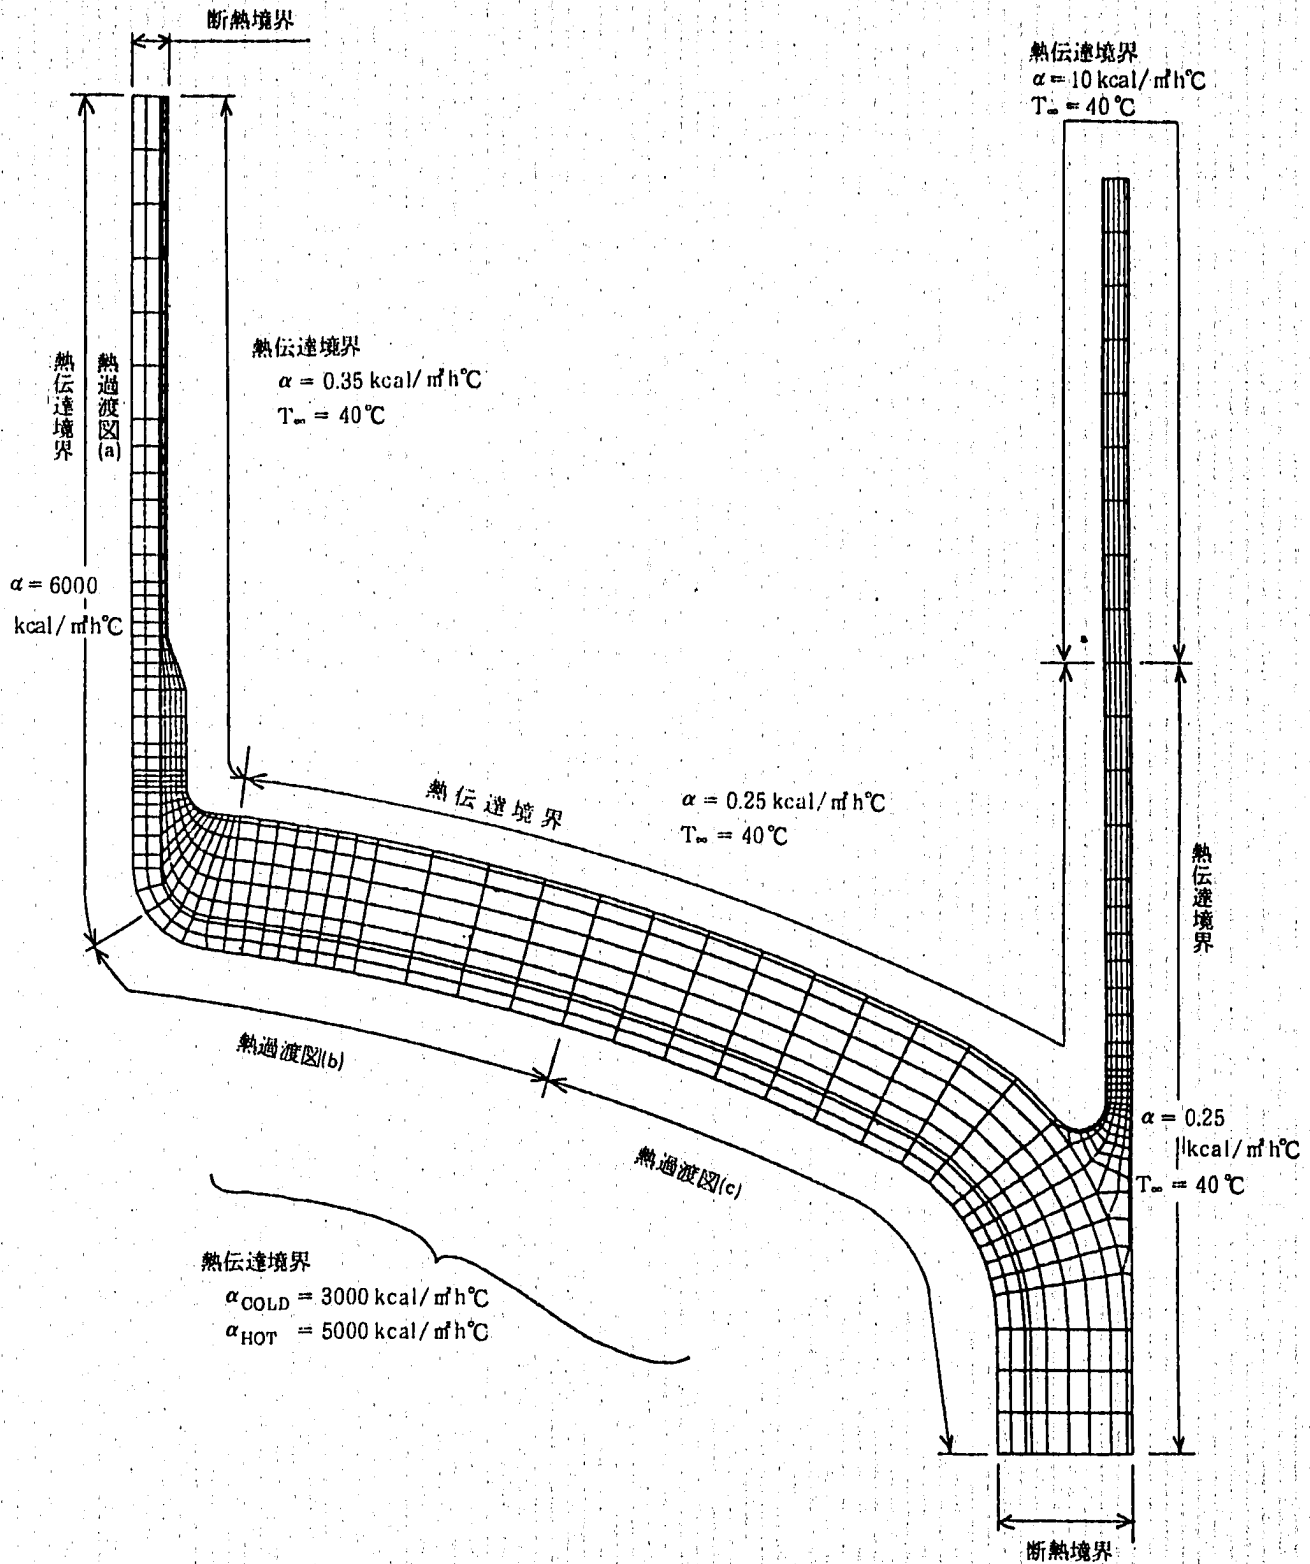 断熱境界
熱伝達境界
α = 10 kcal/㎡h℃
T∞ = 40℃
熱伝達境界
熱過渡図(a)
熱伝達境界
α = 0.35 kcal/㎡h℃
T∞ = 40℃
α = 6000
kcal/㎡h℃
熱伝達境界
α = 0.25 kcal/㎡h℃
T∞ = 40℃
熱伝達境界
熱過渡図(b)
α = 0.25
kcal/㎡h℃
T∞ = 40℃
熱過渡図(c)
熱伝達境界
αCOLD = 3000 kcal/㎡h℃
αHOT = 5000 kcal/㎡h℃
断熱境界